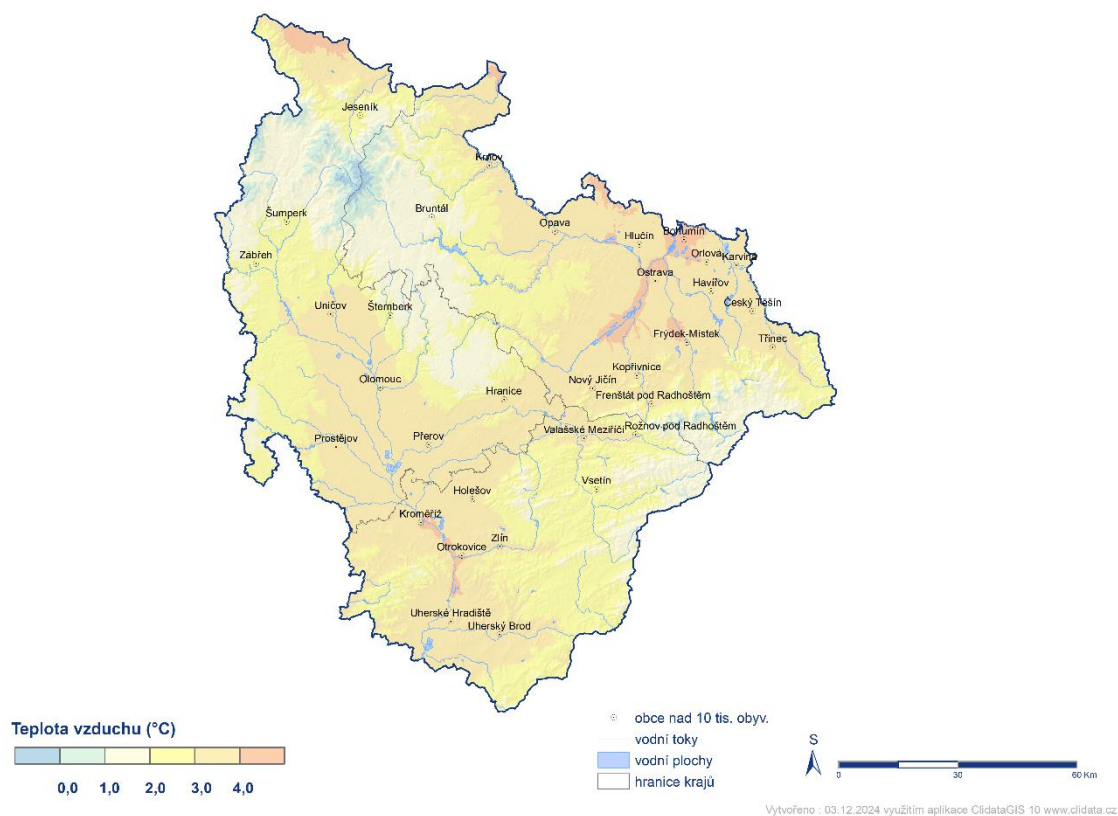 Jeseník
Krnov
Bruntál
Šumperk
Opava
Hlučín
Bohumín
Zábřeh
Orlová
Karviná
Ostrava
Havířov
Uničov
Šternberk
Český Těšín
Frýdek-Místek
Třinec
Kopřivnice
Olomouc
Nový Jičín
Hranice
Frenštát pod Radhoštěm
Prostějov
Přerov
Valašské Meziříčí
Rožnov pod Radhoštěm
Vsetín
Holešov
Kroměříž
Zlín
Otrokovice
Uherské Hradiště
Uherský Brod
Teplota vzduchu (°C)
0,0 1,0 2,0 3,0 4,0
obce nad 10 tis. obyv.
vodní toky
vodní plochy
hranice krajů
S
0 30 60 Km
Vytvořeno : 03.12.2024 využitím aplikace ClidataGIS 10 www.clidata.cz